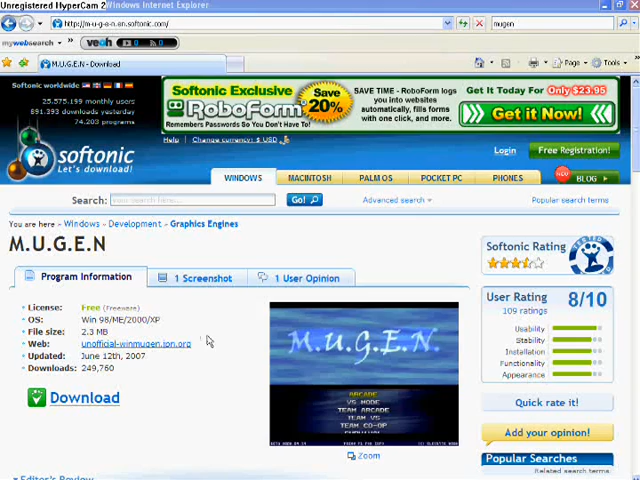 Unregistered HyperCam 2
Windows Internet Explorer
http://m-u-g-e-n.en.softonic.com/
mugen
mywebsearch
veoh
0
0
M.U.G.E.N - Download
Page
Tools
Softonic worldwide
25.575.199 monthly users
891.393 downloads yesterday
74.203 programs
softonic
Let's download!
Softonic Exclusive
RoboForm
Remembers Passwords So You Don't Have To!
Save
20%
SAVE TIME - RoboForm logs
you into websites
automatically, fills forms
with one click, and more.
Get It Today For Only $23.95
Get it Now!
Help
Change currency: $ USD
Login
Free Registration!
WINDOWS
MACINTOSH
PALM OS
POCKET PC
PHONES
BLOG
Search:
Go!
Advanced search
Popular search terms
You are here
Windows
Development
Graphics Engines
M.U.G.E.N
Program Information
1 Screenshot
1 User Opinion
License: Free (Freeware)
OS: Win 98/ME/2000/XP
File size: 2.3 MB
Web: unofficial-winmugen.jpn.org
Updated: June 12th, 2007
Downloads: 249,760
Download
M.U.G.E.N.
ARCADE
VS MODE
TEAM ARCADE
TEAM VS
TEAM CO-OP
SURVIVAL
Zoom
Softonic Rating
TESTED
User Rating
8/10
109 ratings
Usability
Stability
Installation
Functionality
Appearance
Quick rate it!
Add your opinion!
Popular Searches
Related search terms
Editor's Review